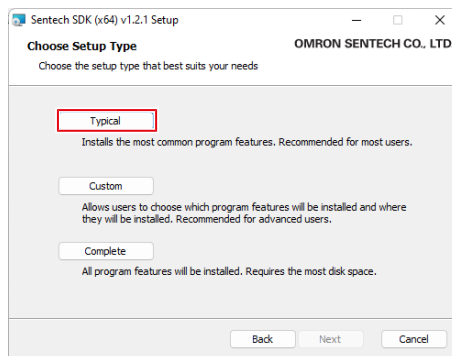 Sentech SDK (x64) v1.2.1 Setup
Choose Setup Type
OMRON SENTECH CO., LTD
Choose the setup type that best suits your needs
Typical
Installs the most common program features. Recommended for most users.
Custom
Allows users to choose which program features will be installed and where
they will be installed. Recommended for advanced users.
Complete
All program features will be installed. Requires the most disk space.
Back
Next
Cancel